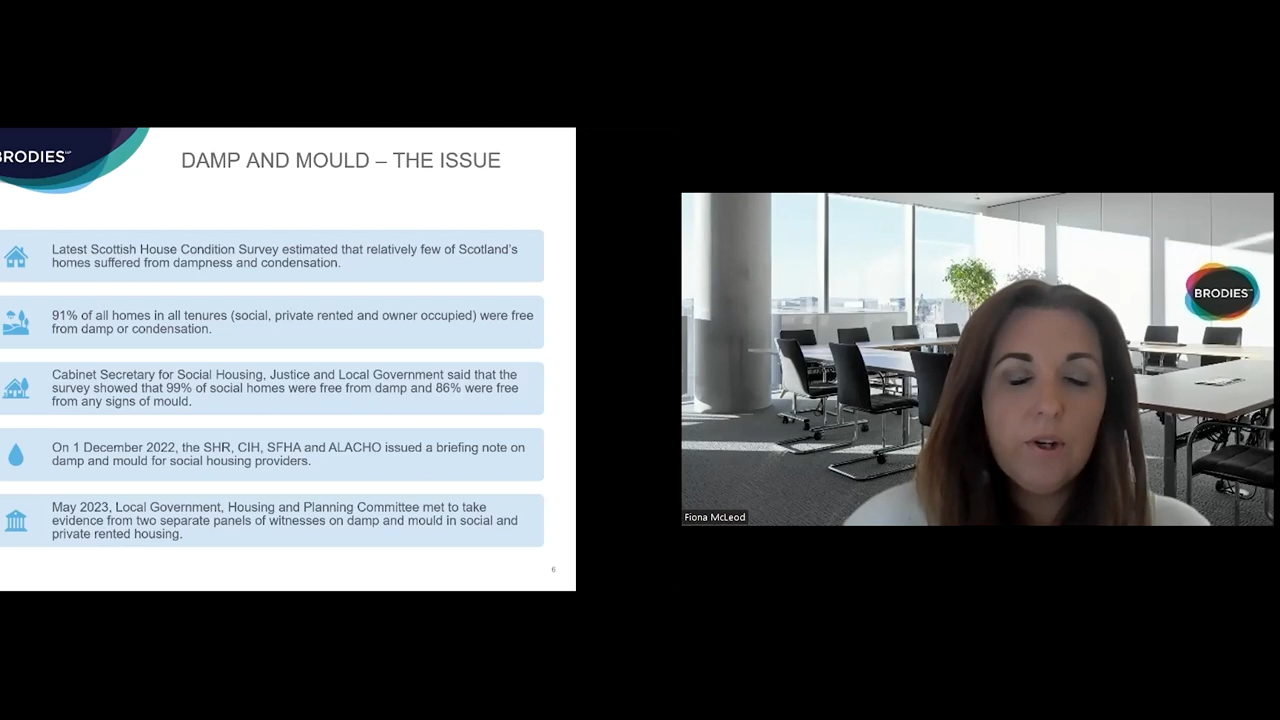 BRODIES LLP
DAMP AND MOULD – THE ISSUE
Latest Scottish House Condition Survey estimated that relatively few of Scotland's
homes suffered from dampness and condensation.
91% of all homes in all tenures (social, private rented and owner occupied) were free
from damp or condensation.
Cabinet Secretary for Social Housing, Justice and Local Government said that the
survey showed that 99% of social homes were free from damp and 86% were free
from any signs of mould.
On 1 December 2022, the SHR, CIH, SFHA and ALACHO issued a briefing note on
damp and mould for social housing providers.
May 2023, Local Government, Housing and Planning Committee met to take
evidence from two separate panels of witnesses on damp and mould in social and
private rented housing.
6
BRODIES
Fiona McLeod